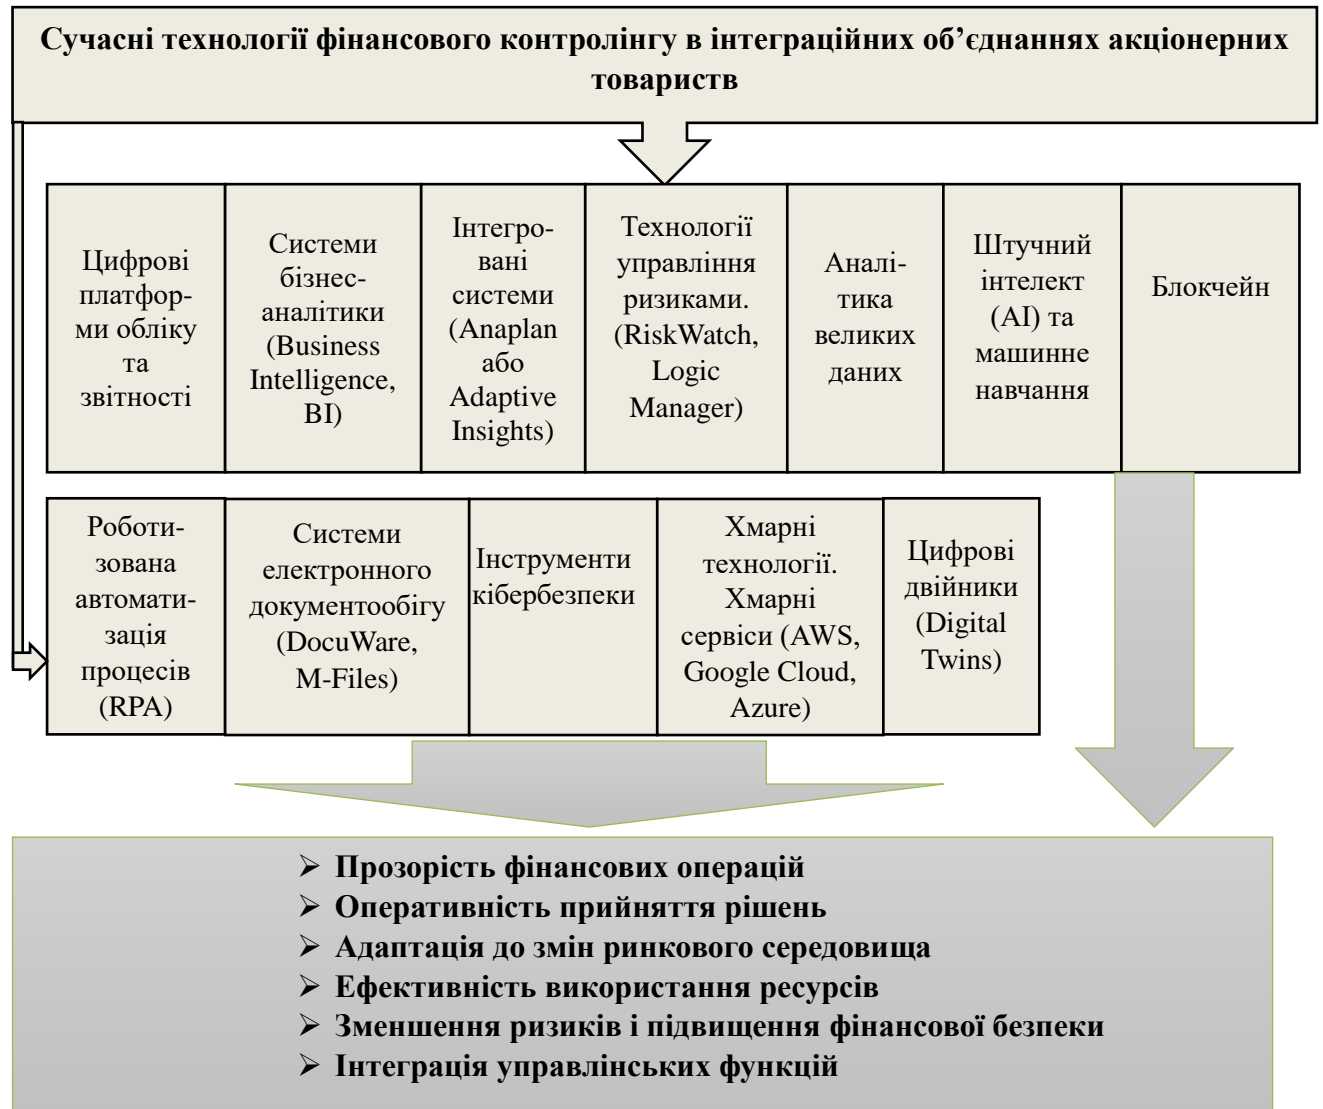 Сучасні технології фінансового контролінгу в інтеграційних об’єднаннях акціонерних
товариств
Цифрові
платфор-
ми обліку
та
звітності
Системи
бізнес-
аналітики
(Business
Intelligence,
BI)
Інтегро-
вані
системи
(Anaplan
або
Adaptive
Insights)
Технології
управління
ризиками.
(RiskWatch,
Logic
Manager)
Аналі-
тика
великих
даних
Штучний
інтелект
(AI) та
машинне
навчання
Блокчейн
Роботи-
зована
автомати-
зація
процесів
(RPA)
Системи
електронного
документообігу
(DocuWare,
M-Files)
Інструменти
кібербезпеки
Хмарні
технології.
Хмарні
сервіси (AWS,
Google Cloud,
Azure)
Цифрові
двійники
(Digital
Twins)
➢ Прозорість фінансових операцій
➢ Оперативність прийняття рішень
➢ Адаптація до змін ринкового середовища
➢ Ефективність використання ресурсів
➢ Зменшення ризиків і підвищення фінансової безпеки
➢ Інтеграція управлінських функцій